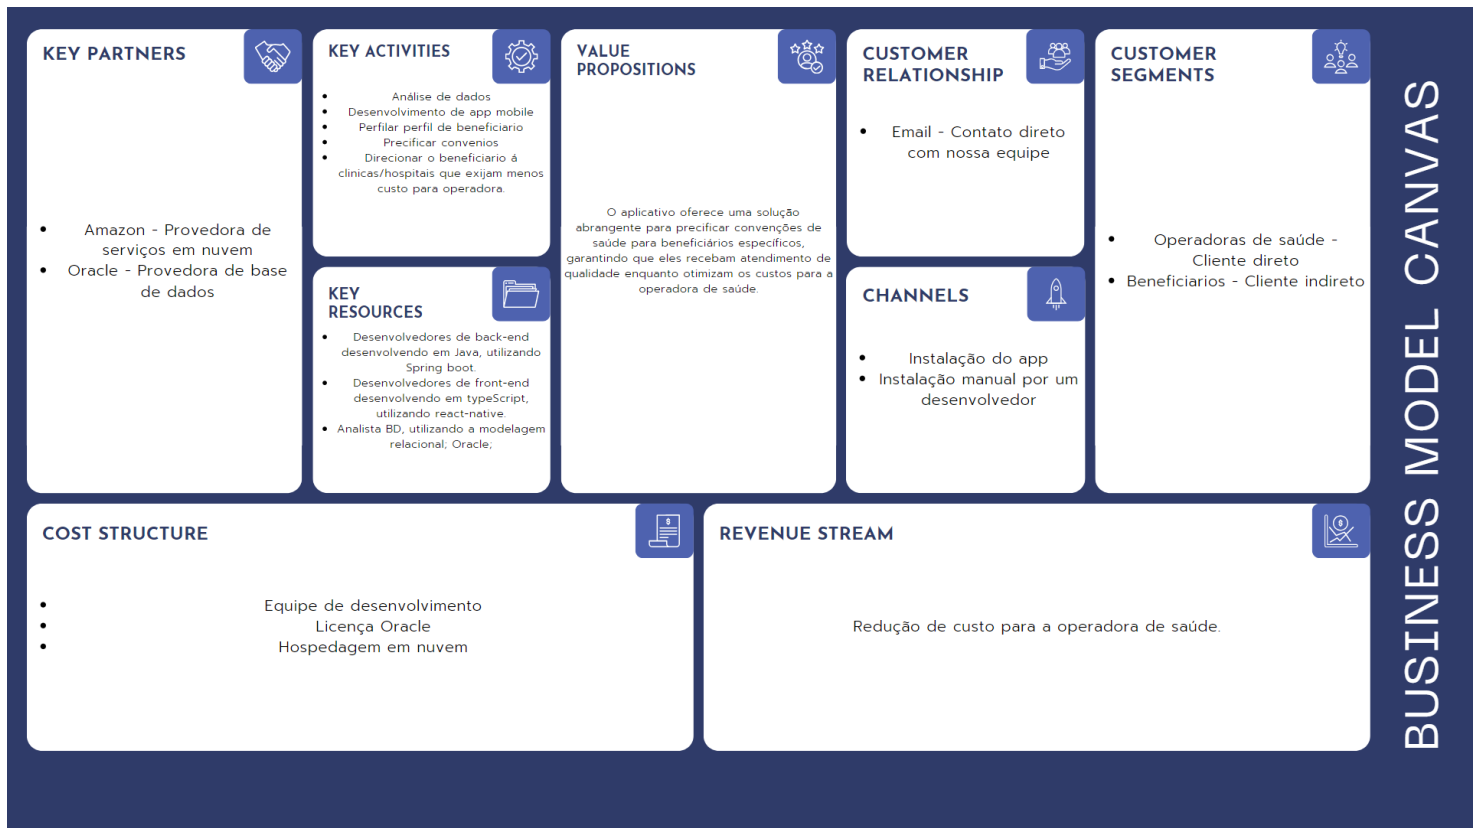 KEY PARTNERS
Amazon - Provedora de
serviços em nuvem
Oracle - Provedora de base
de dados
KEY ACTIVITIES
Análise de dados
Desenvolvimento de app mobile
Perfilar perfil de beneficiario
Precificar convenios
Direcionar o beneficiario á
clinicas/hospitais que exijam menos
custo para operadora.
KEY
RESOURCES
Desenvolvedores de back-end
desenvolvendo em Java, utilizando
Spring boot.
Desenvolvedores de front-end
desenvolvendo em typeScript,
utilizando react-native.
Analista BD, utilizando a modelagem
relacional; Oracle;
VALUE
PROPOSITIONS
O aplicativo oferece uma solução
abrangente para precificar convenções de
saúde para beneficiários específicos,
garantindo que eles recebam atendimento de
qualidade enquanto otimizam os custos para a
operadora de saúde.
CUSTOMER
RELATIONSHIP
Email - Contato direto
com nossa equipe
CHANNELS
Instalação do app
Instalação manual por um
desenvolvedor
CUSTOMER
SEGMENTS
Operadoras de saúde -
Cliente direto
Beneficiarios - Cliente indireto
COST STRUCTURE
Equipe de desenvolvimento
Licença Oracle
Hospedagem em nuvem
REVENUE STREAM
Redução de custo para a operadora de saúde.
BUSINESS MODEL CANVAS